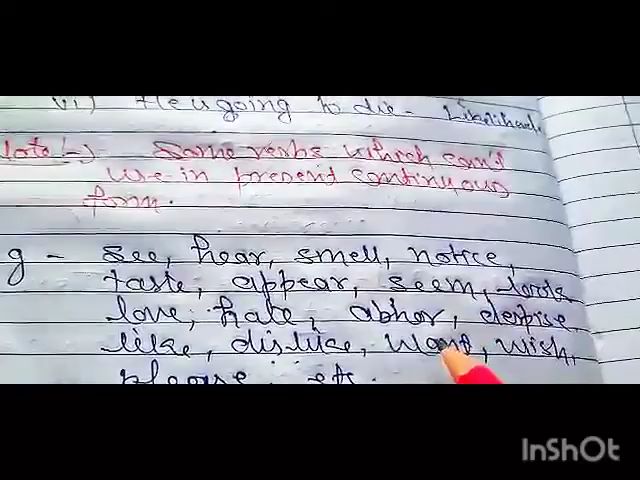 vi) He is going to die - Likelihood.
Note :-) Some verbs which can't
use in present continuous
form.
g - see, hear, smell, notice,
taste, appear, seem, look
love, hate, abhor, despise,
like, dislike, want, wish,
please, etc.
InShOt